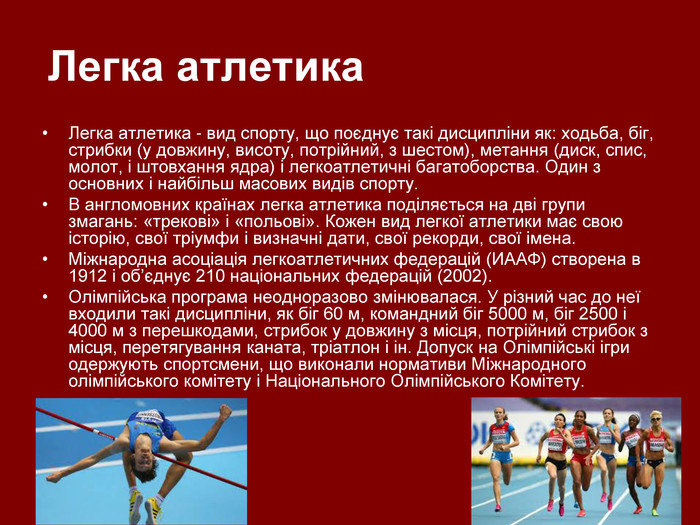 Легка атлетика
• Легка атлетика - вид спорту, що поєднує такі дисципліни як: ходьба, біг,
стрибки (у довжину, висоту, потрійний, з шестом), метання (диск, спис,
молот, і штовхання ядра) і легкоатлетичні багатоборства. Один з
основних і найбільш масових видів спорту.
• В англомовних країнах легка атлетика поділяється на дві групи
змагань: «трекові» і «польові». Кожен вид легкої атлетики має свою
історію, свої тріумфи і визначні дати, свої рекорди, свої імена.
• Міжнародна асоціація легкоатлетичних федерацій (ИААФ) створена в
1912 і об’єднує 210 національних федерацій (2002).
• Олімпійська програма неодноразово змінювалася. У різний час до неї
входили такі дисципліни, як біг 60 м, командний біг 5000 м, біг 2500 і
4000 м з перешкодами, стрибок у довжину з місця, потрійний стрибок з
місця, перетягування каната, тріатлон і ін. Допуск на Олімпійські ігри
одержують спортсмени, що виконали нормативи Міжнародного
олімпійського комітету і Національного Олімпійського Комітету.